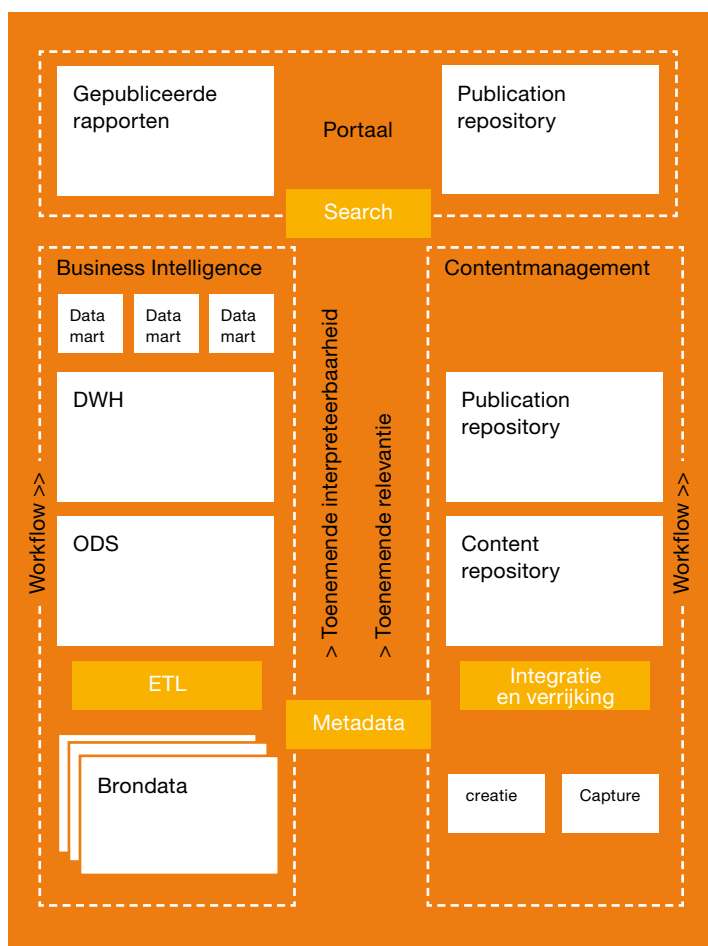 Gepubliceerde
rapporten
Portaal
Publication
repository
Search
Business Intelligence
Data
mart
Data
mart
Data
mart
DWH
ODS
ETL
Brondata
Workflow >>
> Toenemende interpreteerbaarheid
> Toenemende relevantie
Metadata
Contentmanagement
Publication
repository
Content
repository
Integratie
en verrijking
creatie
Capture
Workflow >>